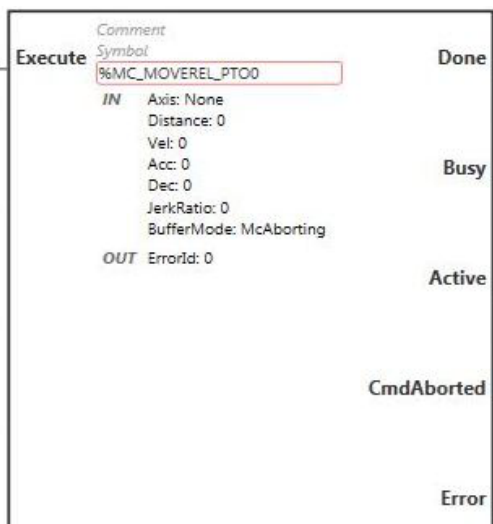 Comment
Execute Symbol Done
%MC_MOVEREL_PTO0
IN Axis: None
Distance: 0
Vel: 0
Acc: 0 Busy
Dec: 0
JerkRatio: 0
BufferMode: McAborting
OUT ErrorId: 0
Active
CmdAborted
Error